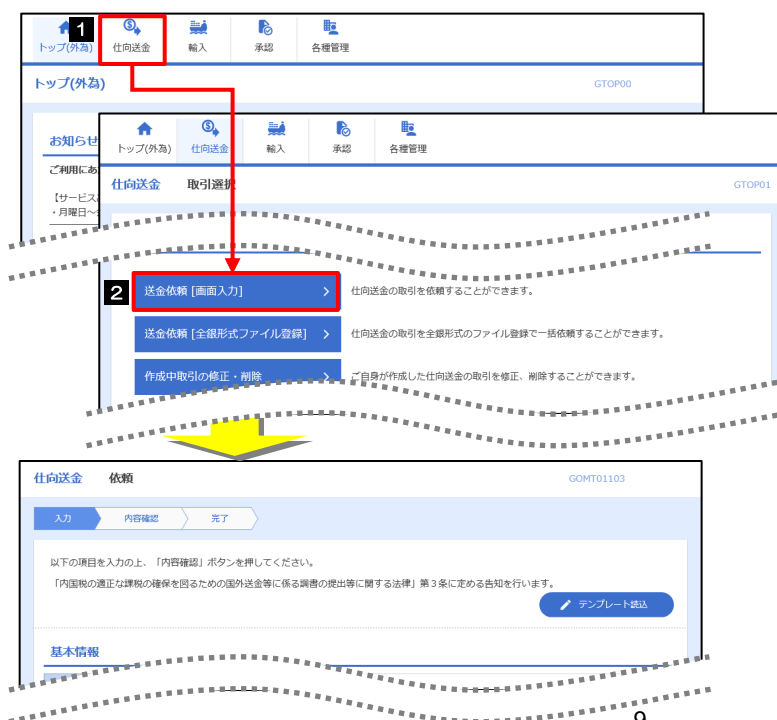 1
トップ(外為) 仕向送金 輸入 承認 各種管理
トップ(外為) GTOP00
お知らせ
ご利用にあ
【サービス
・月曜日～
トップ(外為) 仕向送金 輸入 承認 各種管理
仕向送金 取引選択 GTOP01
2 送金依頼 [画面入力] 仕向送金の取引を依頼することができます。
送金依頼 [全銀形式ファイル登録] 仕向送金の取引を全銀形式のファイル登録で一括依頼することができます。
作成中取引の修正・削除 ご自身が作成した仕向送金の取引を修正、削除することができます。
仕向送金 依頼 GOMT01103
入力 内容確認 完了
以下の項目を入力の上、「内容確認」ボタンを押してください。
「内国税の適正な課税の確保を図るための国外送金等に係る調書の提出等に関する法律」第３条に定める告知を行います。
テンプレート読込
基本情報
9